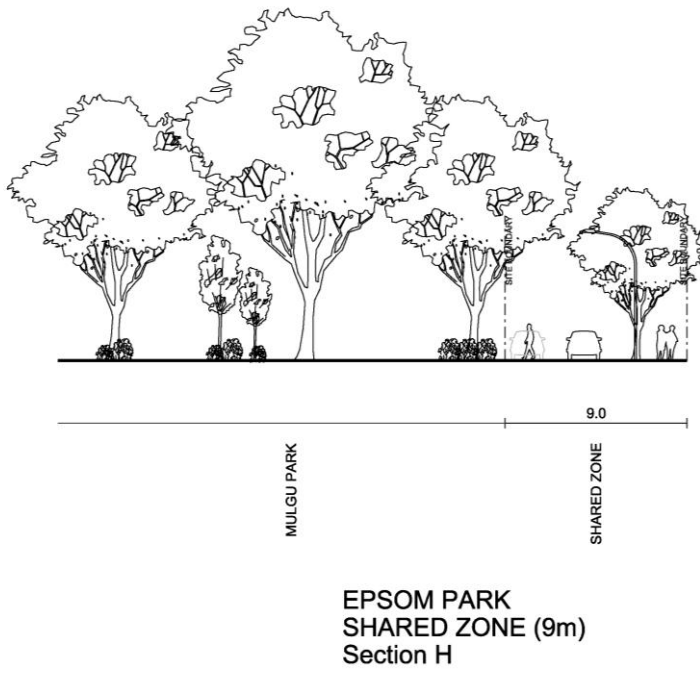 SITE BOUNDARY
SITE BOUNDARY
9.0
MULGU PARK
SHARED ZONE
EPSOM PARK
SHARED ZONE (9m)
Section H